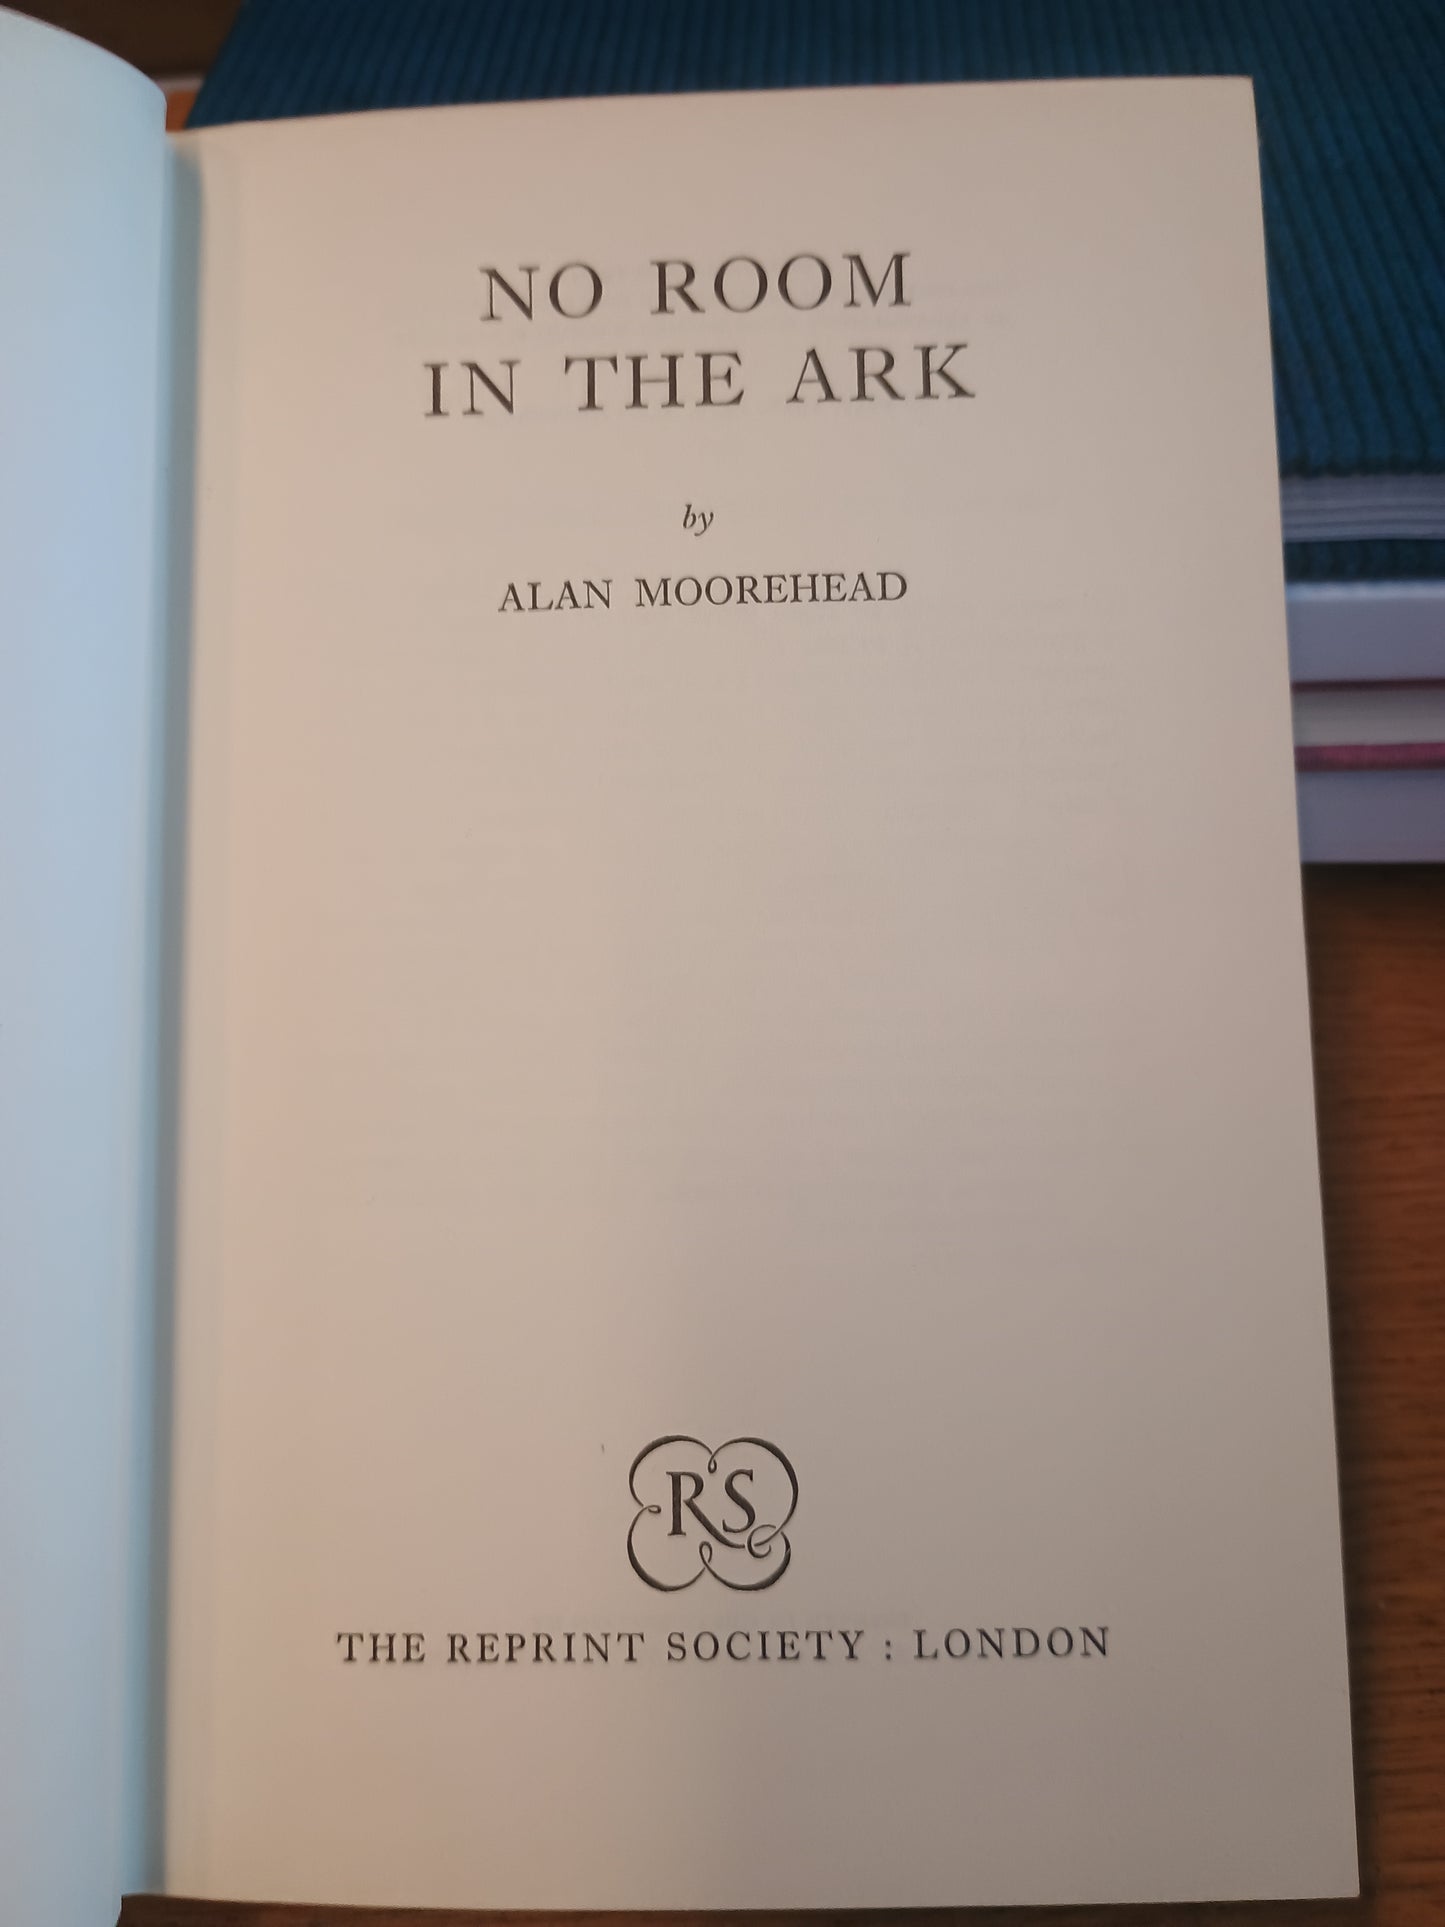 NO ROOM
IN THE ARK
by
ALAN MOOREHEAD
RS
THE REPRINT SOCIETY : LONDON